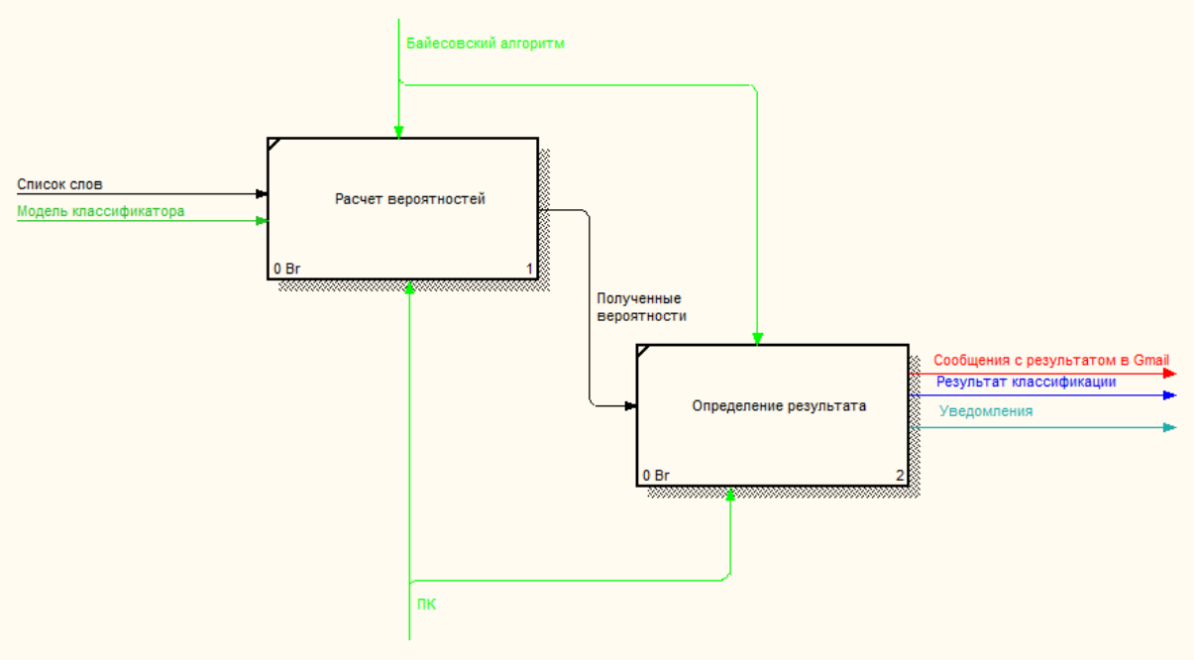 Байесовский алгоритм
Список слов
Модель классификатора
Расчет вероятностей
0 Br
1
Полученные
вероятности
Сообщения с результатом в Gmail
Результат классификации
Уведомления
Определение результата
0 Br
2
ПК